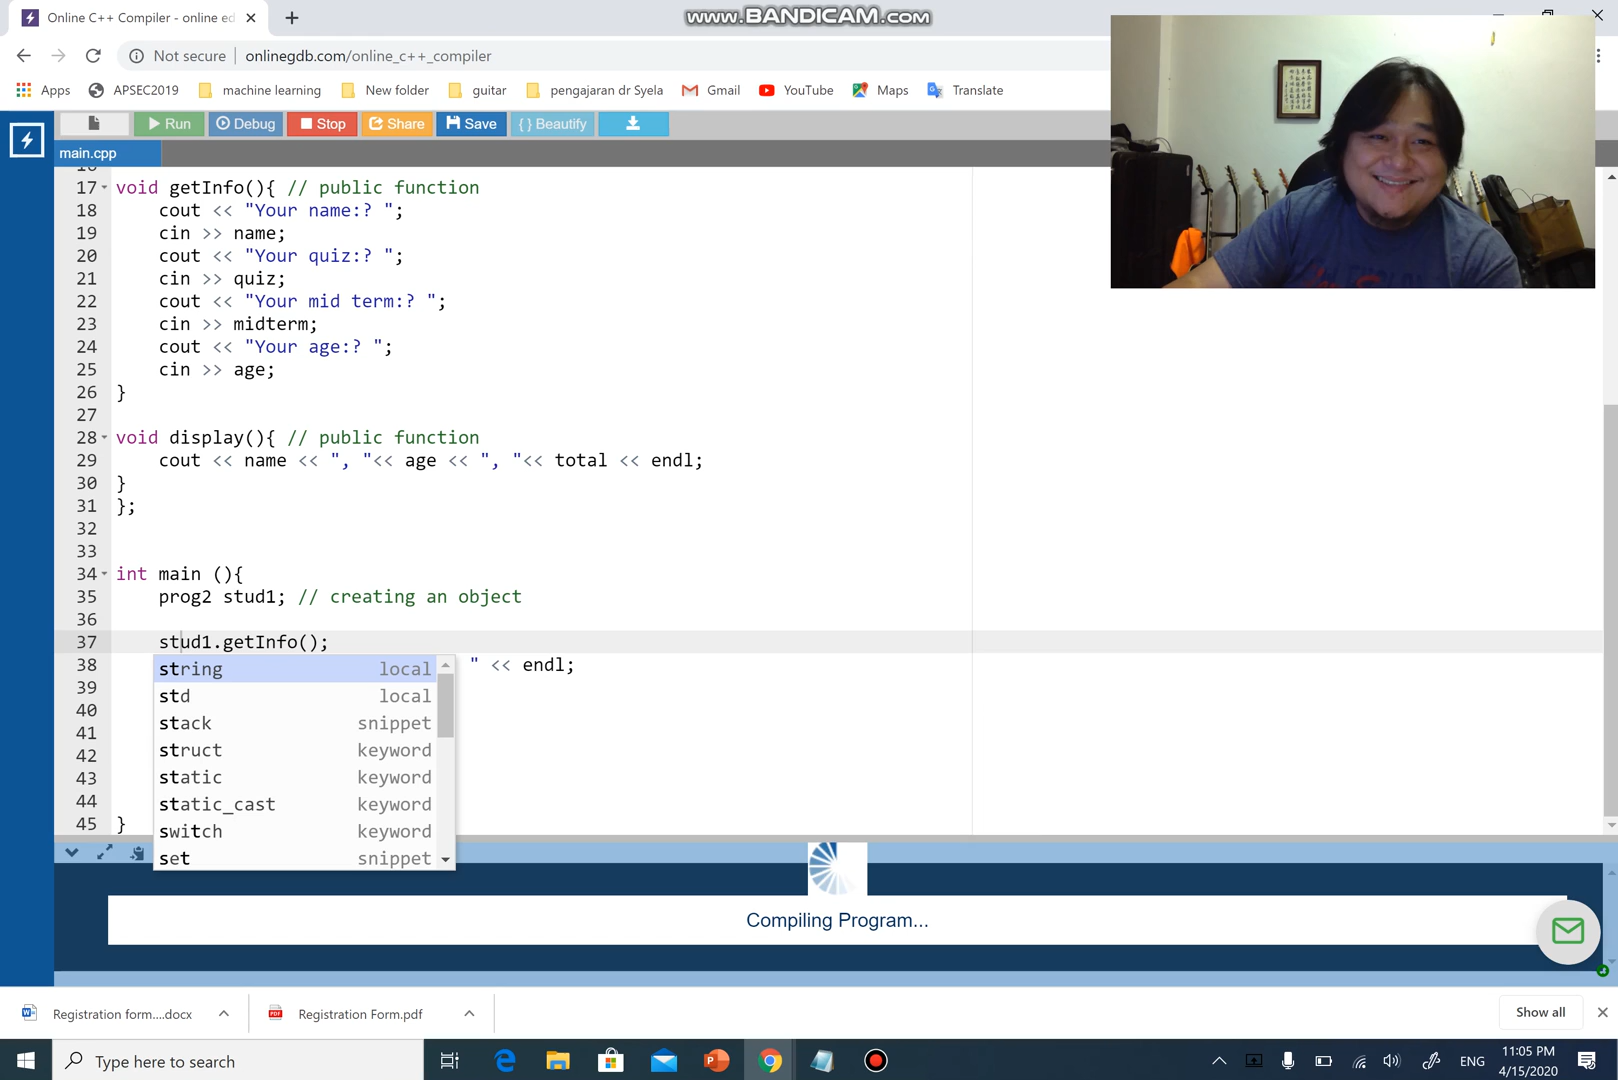 Online C++ Compiler - online ed
www.BANDICAM.com
Not secure
onlinegdb.com/online_c++_compiler
Apps
APSEC2019
machine learning
New folder
guitar
pengajaran dr Syela
Gmail
YouTube
Maps
Translate
Run
Debug
Stop
Share
Save
{ } Beautify
main.cpp
16
17 void getInfo(){ // public function
18 cout << "Your name:? ";
19 cin >> name;
20 cout << "Your quiz:? ";
21 cin >> quiz;
22 cout << "Your mid term:? ";
23 cin >> midterm;
24 cout << "Your age:? ";
25 cin >> age;
26 }
27
28 void display(){ // public function
29 cout << name << ", "<< age << ", "<< total << endl;
30 }
31 };
32
33
34 int main (){
35 prog2 stud1; // creating an object
36
37 stud1.getInfo();
38 " << endl;
39
40
41
42
43
44
45 }
string local
std local
stack snippet
struct keyword
static keyword
static_cast keyword
switch keyword
set snippet
Compiling Program...
Registration form....docx
PDF
Registration Form.pdf
Show all
Type here to search
ENG
11:05 PM
4/15/2020